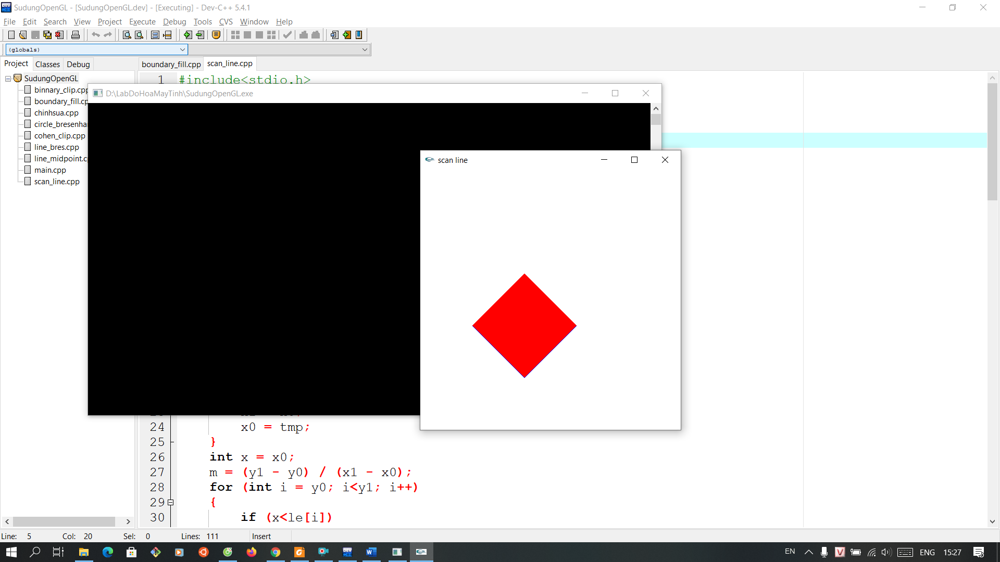 SudungOpenGL - [SudungOpenGL.dev] - [Executing] - Dev-C++ 5.4.1
File Edit Search View Project Execute Debug Tools CVS Window Help
(globals)
Project Classes Debug
boundary_fill.cpp scan_line.cpp
SudungOpenGL
binnary_clip.cpp
boundary_fill.cp
chinhsua.cpp
circle_bresenha
cohen_clip.cpp
line_bres.cpp
line_midpoint.c
main.cpp
scan_line.cpp
1 #include<stdio.h>
D:\LabDoHoaMayTinh\SudungOpenGL.exe
scan line
24 x0 = tmp;
25 }
26 int x = x0;
27 m = (y1 - y0) / (x1 - x0);
28 for (int i = y0; i<y1; i++)
29 {
30 if (x<le[i])
Line: 5 Col: 20 Sel: 0 Lines: 111 Insert
EN ENG 15:27